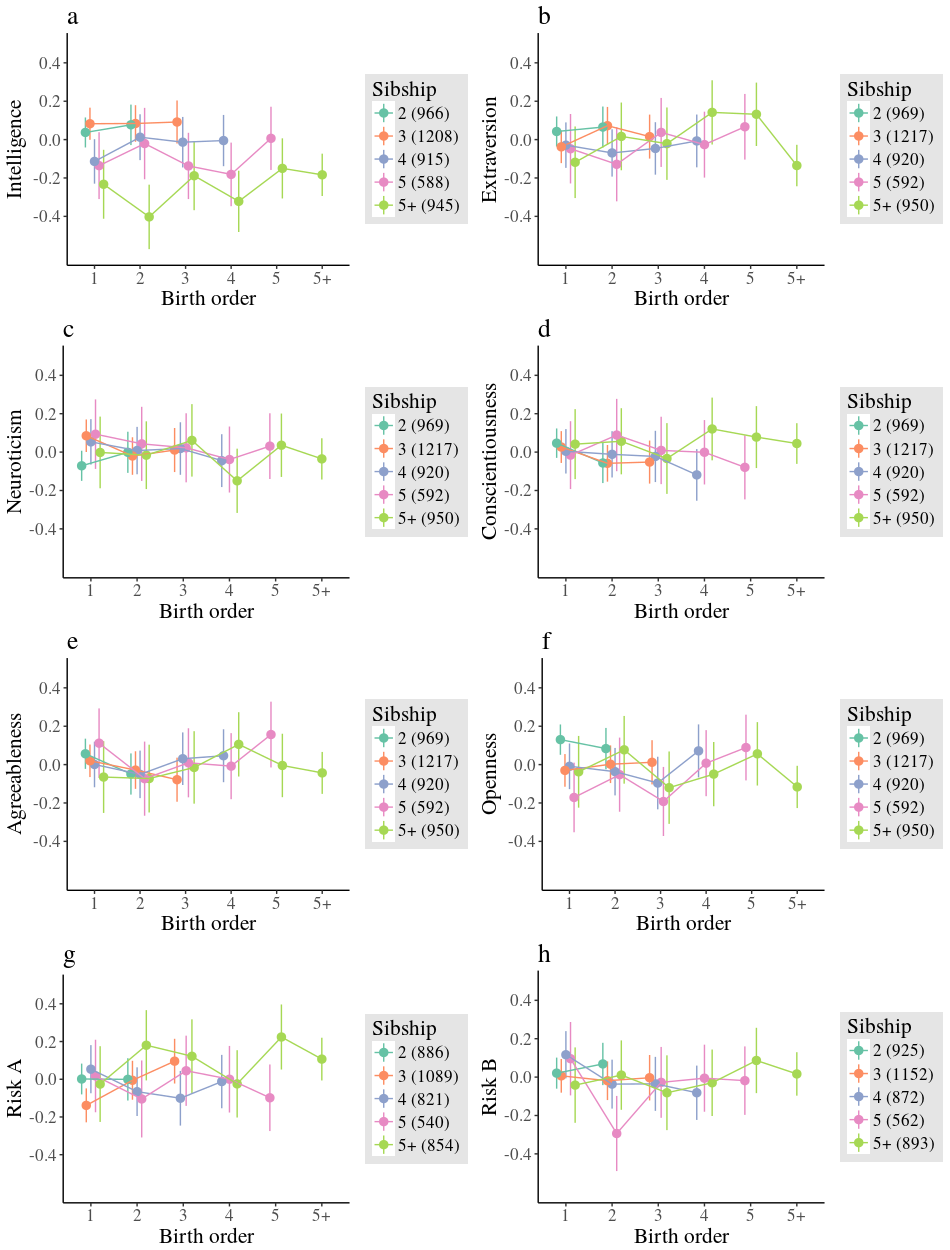 a
Intelligence
0.4
0.2
0.0
-0.2
-0.4
1 2 3 4 5 5+
Birth order
Sibship
2 (966)
3 (1208)
4 (915)
5 (588)
5+ (945)
b
Extraversion
0.4
0.2
0.0
-0.2
-0.4
1 2 3 4 5 5+
Birth order
Sibship
2 (969)
3 (1217)
4 (920)
5 (592)
5+ (950)
c
Neuroticism
0.4
0.2
0.0
-0.2
-0.4
1 2 3 4 5 5+
Birth order
Sibship
2 (969)
3 (1217)
4 (920)
5 (592)
5+ (950)
d
Conscientiousness
0.4
0.2
0.0
-0.2
-0.4
1 2 3 4 5 5+
Birth order
Sibship
2 (969)
3 (1217)
4 (920)
5 (592)
5+ (950)
e
Agreeableness
0.4
0.2
0.0
-0.2
-0.4
1 2 3 4 5 5+
Birth order
Sibship
2 (969)
3 (1217)
4 (920)
5 (592)
5+ (950)
f
Openness
0.4
0.2
0.0
-0.2
-0.4
1 2 3 4 5 5+
Birth order
Sibship
2 (969)
3 (1217)
4 (920)
5 (592)
5+ (950)
g
Risk A
0.4
0.2
0.0
-0.2
-0.4
1 2 3 4 5 5+
Birth order
Sibship
2 (886)
3 (1089)
4 (821)
5 (540)
5+ (854)
h
Risk B
0.4
0.2
0.0
-0.2
-0.4
1 2 3 4 5 5+
Birth order
Sibship
2 (925)
3 (1152)
4 (872)
5 (562)
5+ (893)